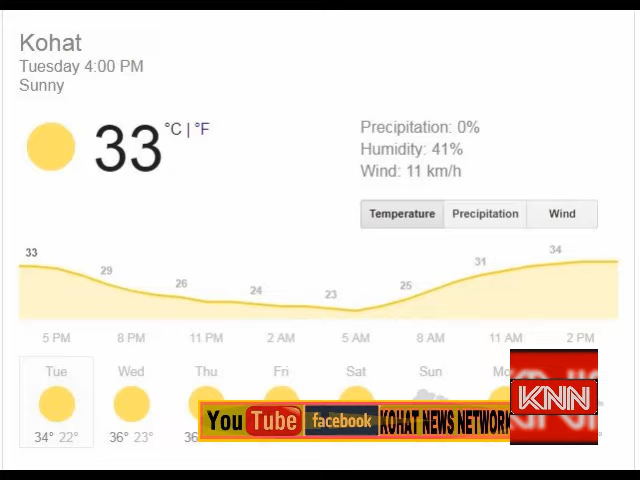 Kohat
Tuesday 4:00 PM
Sunny
33 °C | °F
Precipitation: 0%
Humidity: 41%
Wind: 11 km/h
Temperature Precipitation Wind
33 29 26 24 23 25 31 34
5 PM 8 PM 11 PM 2 AM 5 AM 8 AM 11 AM 2 PM
Tue Wed Thu Fri Sat Sun
34° 22° 36° 23°
You Tube facebook KOHAT NEWS NETWORK
KNN